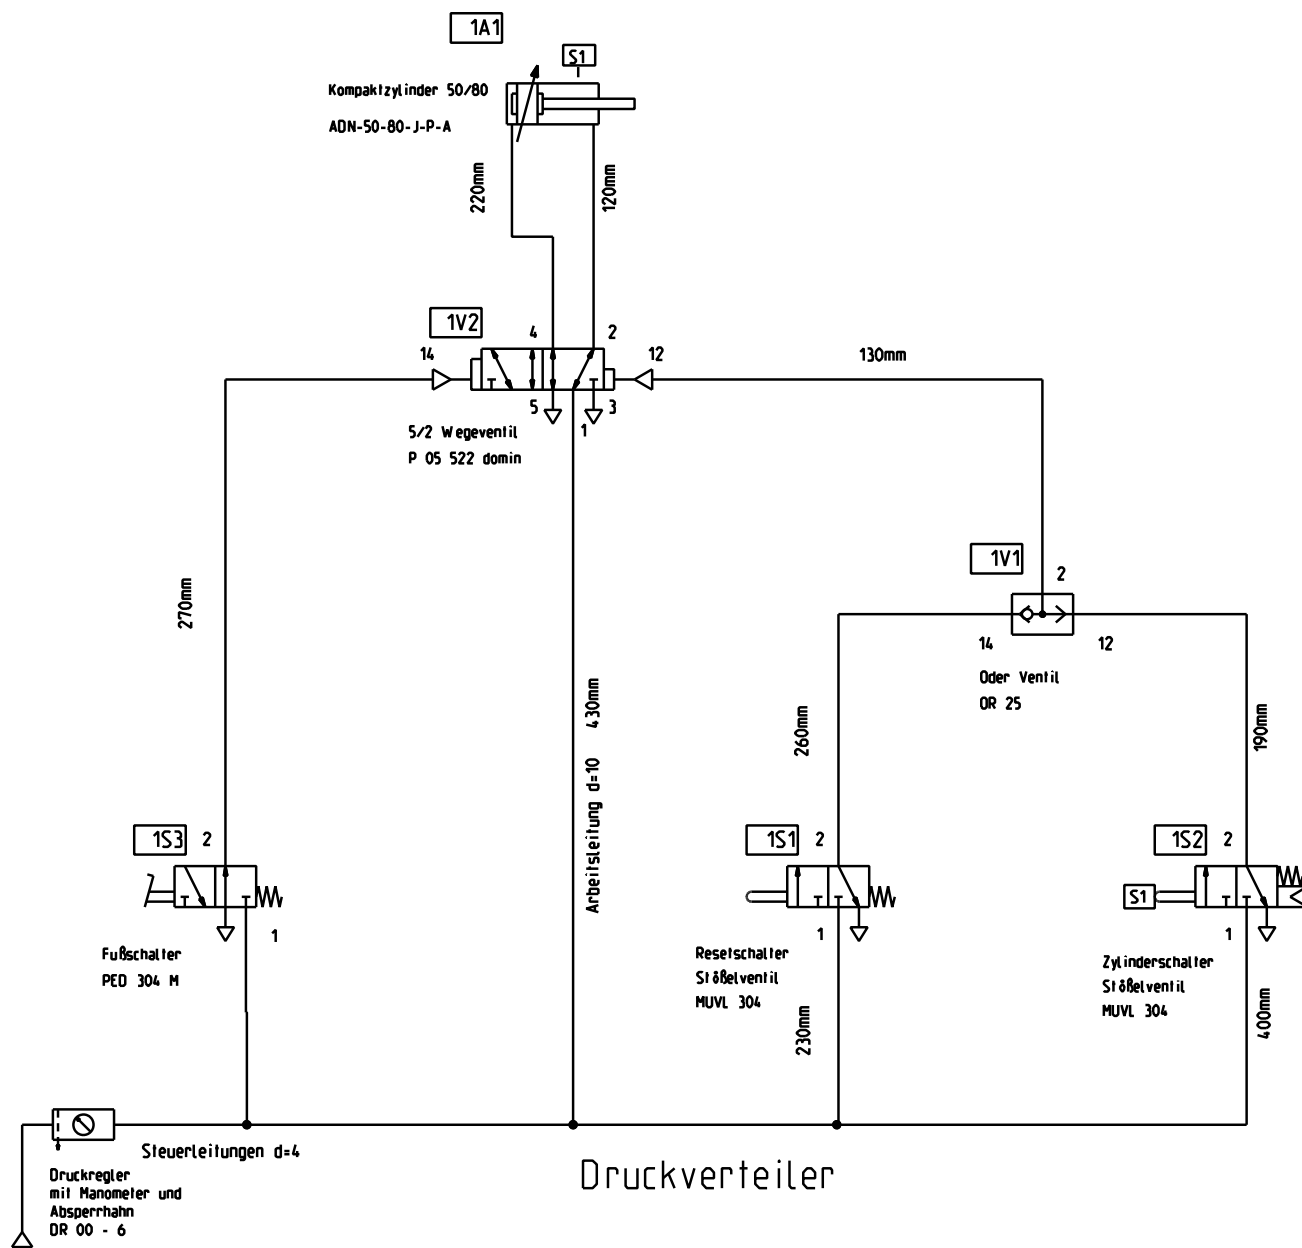 1A1
S1
Kompaktzylinder 50/80
ADN-50-80-J-P-A
220mm
120mm
1V2
4
2
14
12
130mm
5
3
1
5/2 Wegeventil
P 05 522 domin
1V1
2
270mm
14
12
Oder Ventil
OR 25
Arbeitsleitung d=10 430mm
260mm
190mm
1S3
2
1S1
2
1S2
2
S1
1
1
1
Fußschalter
PED 304 M
Resetschalter
Stößelventil
MUVL 304
Zylinderschalter
Stößelventil
MUVL 304
230mm
400mm
Steuerleitungen d=4
Druckverteiler
Druckregler
mit Manometer und
Absperrhahn
DR 00 - 6